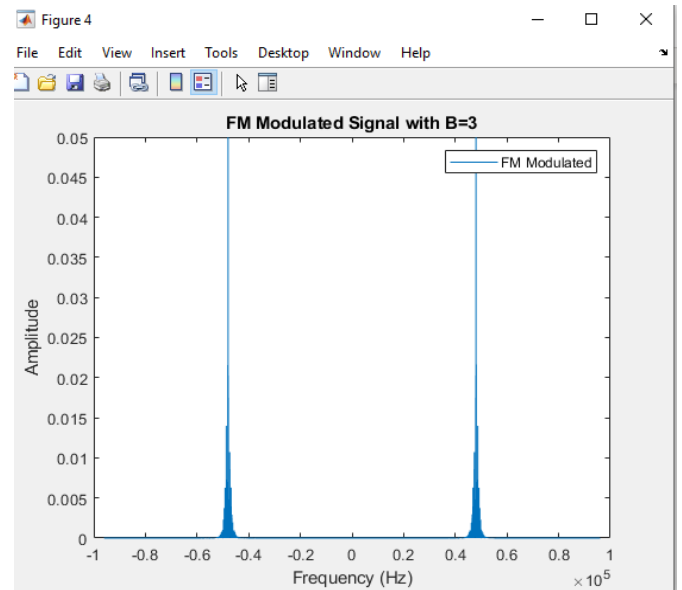 Figure 4
File Edit View Insert Tools Desktop Window Help
FM Modulated Signal with B=3
FM Modulated
0.05
0.045
0.04
0.035
0.03
0.025
0.02
0.015
0.01
0.005
0
Amplitude
-1 -0.8 -0.6 -0.4 -0.2 0 0.2 0.4 0.6 0.8 1
Frequency (Hz)
×10⁵